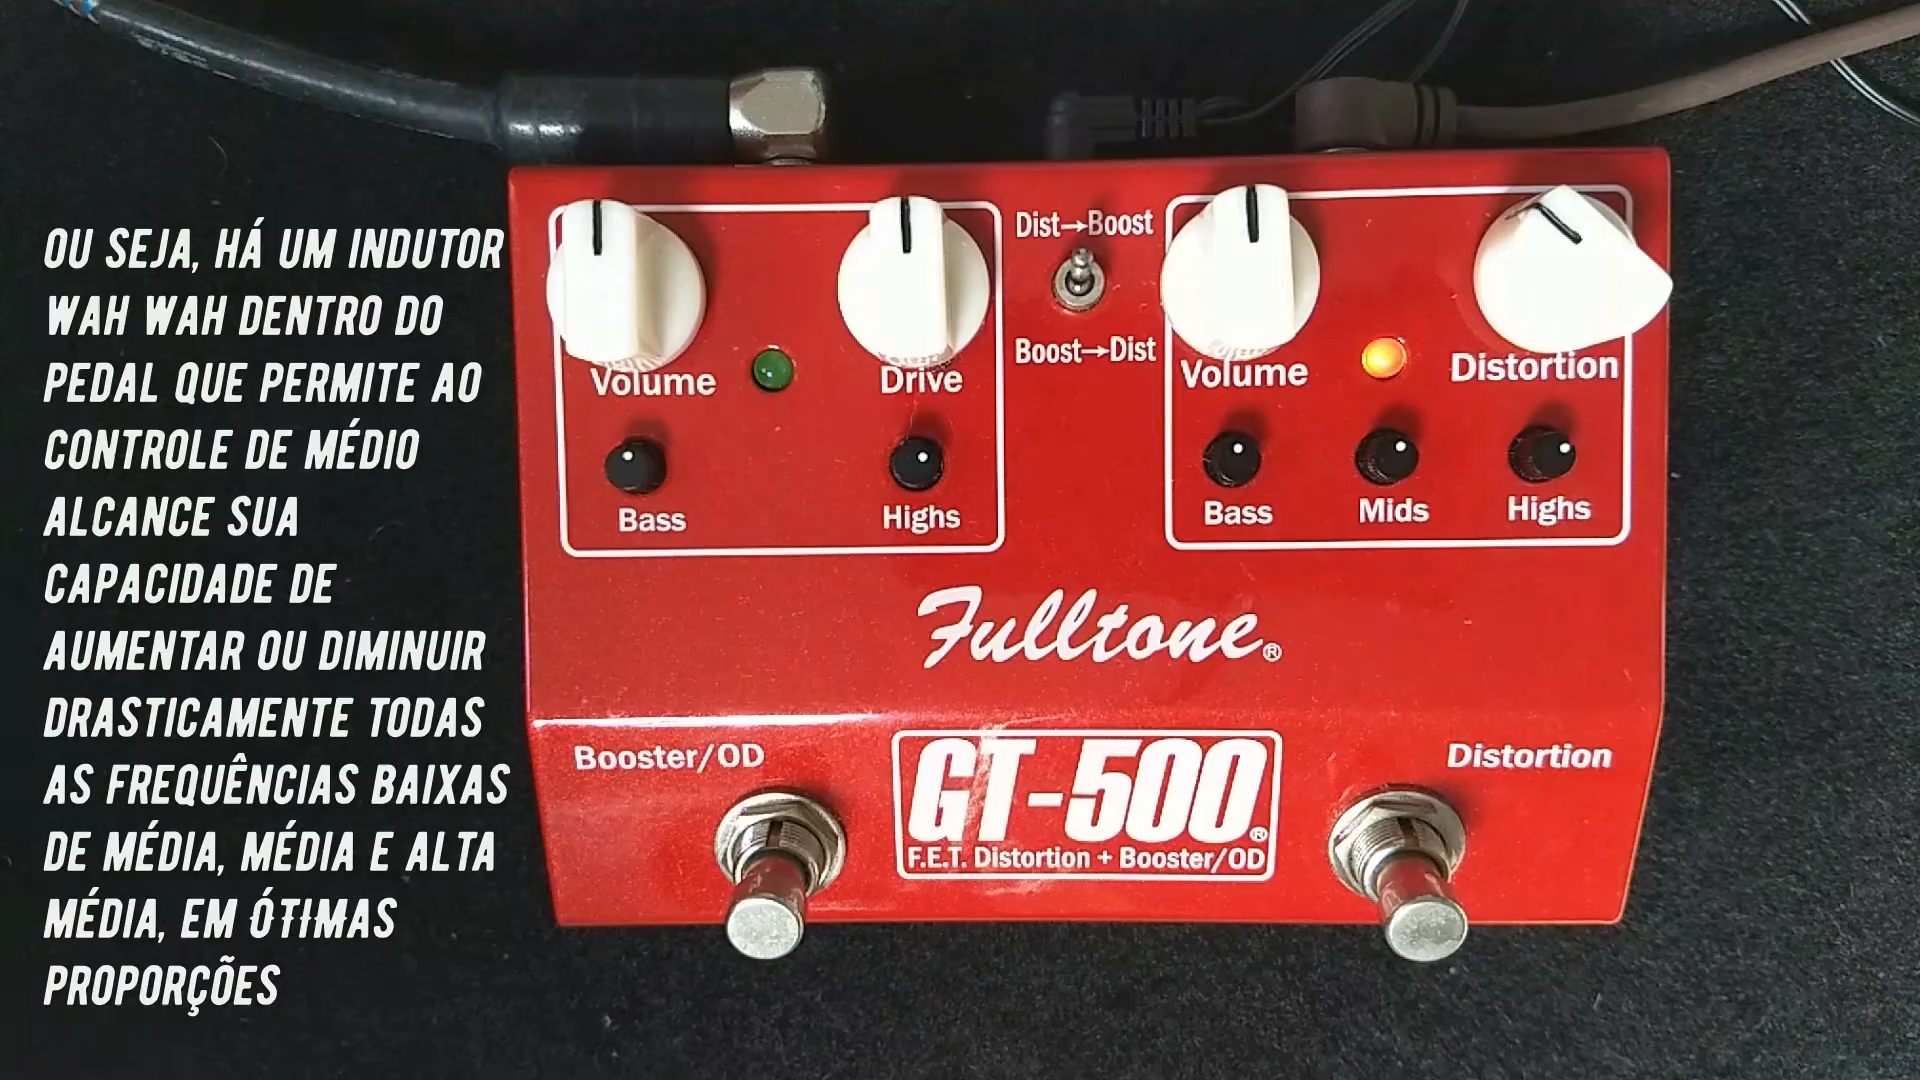 OU SEJA, HÁ UM INDUTOR
WAH WAH DENTRO DO
PEDAL QUE PERMITE AO
CONTROLE DE MÉDIO
ALCANCE SUA
CAPACIDADE DE
AUMENTAR OU DIMINUIR
DRASTICAMENTE TODAS
AS FREQUÊNCIAS BAIXAS
DE MÉDIA, MÉDIA E ALTA
MÉDIA, EM ÓTIMAS
PROPORÇÕES
Dist→Boost
Boost→Dist
Volume
Drive
Bass
Highs
Volume
Distortion
Bass
Mids
Highs
Fulltone®
Booster/OD
GT-500®
F.E.T. Distortion + Booster/OD
Distortion